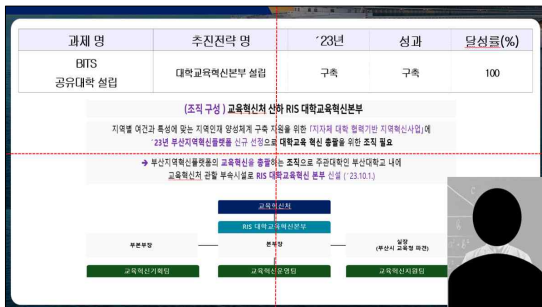 과제 명 추진전략 명 ´23년 성과 달성률(%)
BITS
공유대학 설립
대학교육혁신본부 설립 구축 구축 100
(조직 구성) 교육혁신처 산하 RIS 대학교육혁신본부
지역별 여건과 특성에 맞는 지역인재 양성체계 구축 지원을 위한 「지자체 대학 협력기반 지역혁신사업」에
´23년 부산지역혁신플랫폼 신규 선정으로 대학교육 혁신 총괄을 위한 조직 필요
➔ 부산지역혁신플랫폼의 교육혁신을 총괄하는 조직으로 주관대학인 부산대학교 내에
교육혁신처 관할 부속시설로 RIS 대학교육혁신 본부 신설 (´23.10.1.)
교육혁신처
RIS 대학교육혁신본부
부본부장 본부장 실장
(부산시 교육청 파견)
교육혁신기획팀 교육혁신운영팀 교육혁신지원팀